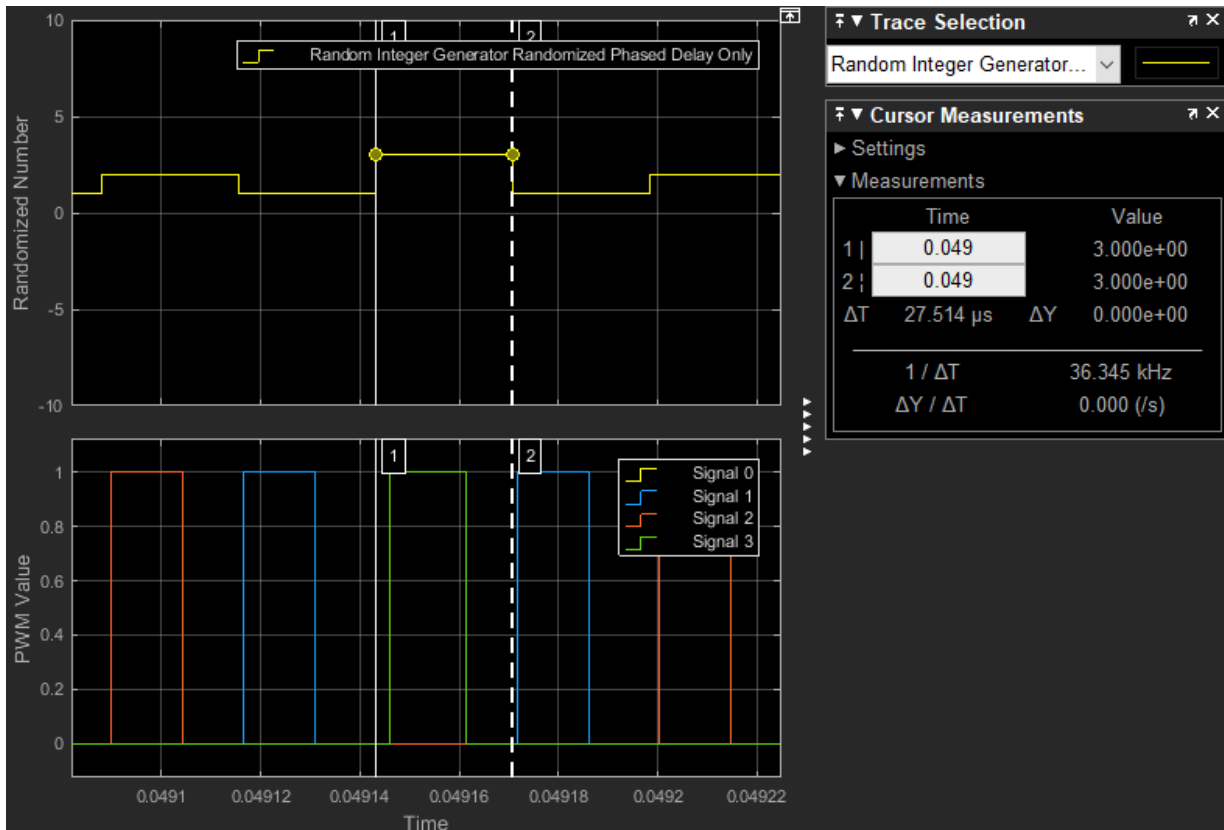 10
1
2
Random Integer Generator Randomized Phased Delay Only
5
0
-5
-10
Randomized Number
1
2
Signal 0
Signal 1
Signal 2
Signal 3
1
0.8
0.6
0.4
0.2
0
PWM Value
0.0491 0.04912 0.04914 0.04916 0.04918 0.0492 0.04922
Time
Trace Selection
Random Integer Generator...
Cursor Measurements
Settings
Measurements
Time Value
1 | 0.049 3.000e+00
2 ¦ 0.049 3.000e+00
ΔT 27.514 µs ΔY 0.000e+00
1 / ΔT 36.345 kHz
ΔY / ΔT 0.000 (/s)